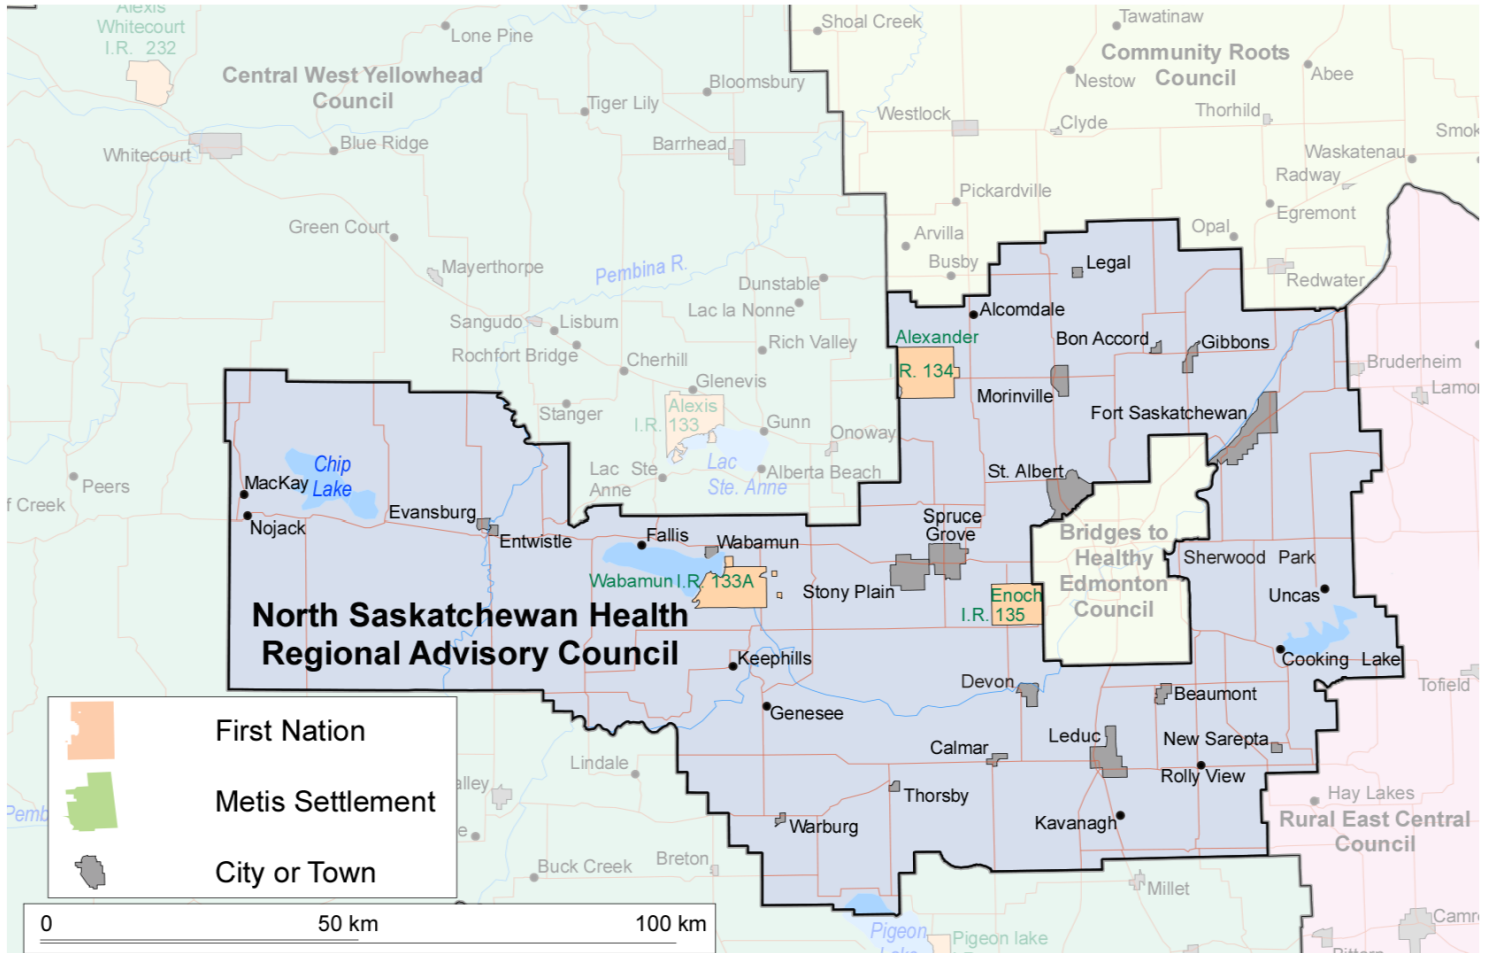 Alexis
Whitecourt
I.R. 232
Lone Pine
Shoal Creek
Tawatinaw
Central West Yellowhead
Council
Community Roots
Council
Bloomsbury
Nestow
Abee
Tiger Lily
Westlock
Clyde
Thorhild
Whitecourt
Blue Ridge
Barrhead
Waskatenau
Smok
Radway
Pickardville
Egremont
Green Court
Arvilla
Opal
Mayerthorpe
Pembina R.
Busby
Legal
Dunstable
Redwater
Lac la Nonne
Alcomdale
Sangudo
Lisburn
Alexander
Bon Accord
Gibbons
Rochfort Bridge
Rich Valley
Cherhill
I.R. 134
Bruderheim
Glenevis
Morinville
Lamo
Stanger
Alexis
I.R. 133
Gunn
Fort Saskatchewan
Onoway
Chip
Lake
Lac Ste
Anne
Lac
Ste. Anne
Alberta Beach
St. Albert
MacKay
Peers
f Creek
Nojack
Evansburg
Entwistle
Fallis
Wabamun
Spruce
Grove
Bridges to
Healthy
Edmonton
Council
Sherwood Park
Wabamun I.R. 133A
Stony Plain
Enoch
I.R. 135
Uncas
North Saskatchewan Health
Regional Advisory Council
Keephills
Cooking Lake
Devon
Beaumont
Tofield
Genesee
First Nation
Leduc
New Sarepta
Calmar
Lindale
Rolly View
alley
Metis Settlement
Thorsby
Hay Lakes
Pemb
Warburg
Kavanagh
Rural East Central
Council
e
City or Town
Buck Creek
Breton
Millet
0
50 km
100 km
Camr
Pigeon
Lake
Pigeon lake